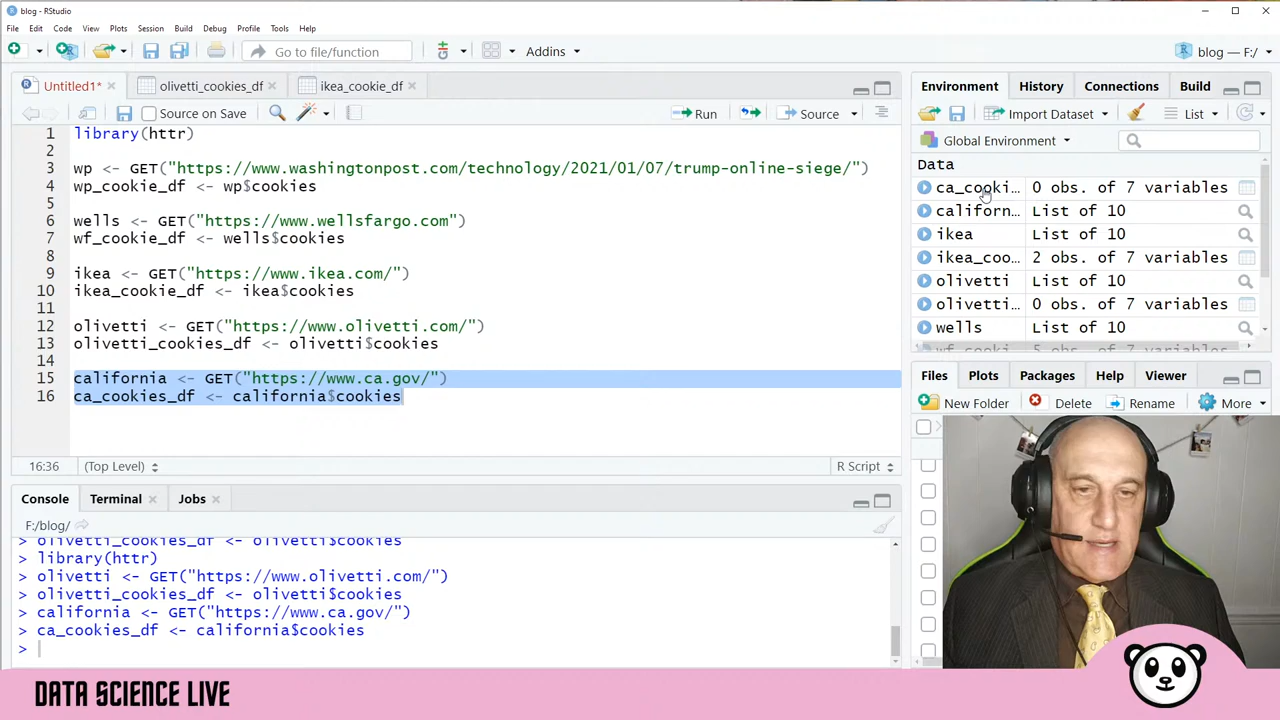 blog - RStudio
File Edit Code View Plots Session Build Debug Profile Tools Help
Go to file/function Addins blog — F:/
Untitled1* olivetti_cookies_df ikea_cookie_df
Source on Save Run Source
1 library(httr)
2
3 wp <- GET("https://www.washingtonpost.com/technology/2021/01/07/trump-online-siege/")
4 wp_cookie_df <- wp$cookies
5
6 wells <- GET("https://www.wellsfargo.com")
7 wf_cookie_df <- wells$cookies
8
9 ikea <- GET("https://www.ikea.com/")
10 ikea_cookie_df <- ikea$cookies
11
12 olivetti <- GET("https://www.olivetti.com/")
13 olivetti_cookies_df <- olivetti$cookies
14
15 california <- GET("https://www.ca.gov/")
16 ca_cookies_df <- california$cookies
16:36 (Top Level) R Script
Console Terminal Jobs
F:/blog/
> olivetti_cookies_df <- olivetti$cookies
> library(httr)
> olivetti <- GET("https://www.olivetti.com/")
> olivetti_cookies_df <- olivetti$cookies
> california <- GET("https://www.ca.gov/")
> ca_cookies_df <- california$cookies
>
Environment History Connections Build
Import Dataset List
Global Environment
Data
ca_cooki… 0 obs. of 7 variables
californ… List of 10
ikea List of 10
ikea_coo… 2 obs. of 7 variables
olivetti List of 10
olivetti… 0 obs. of 7 variables
wells List of 10
wf_cooki… 5 obs. of 7 variables
Files Plots Packages Help Viewer
New Folder Delete Rename More
DATA SCIENCE LIVE